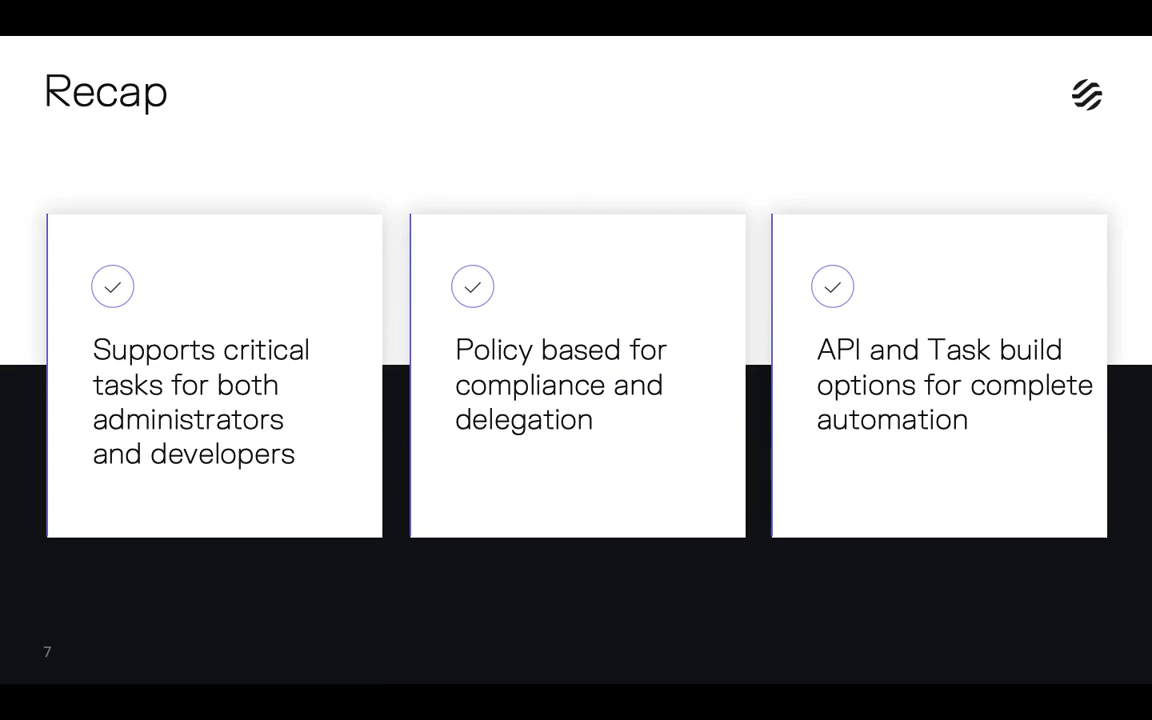 Recap
Supports critical
tasks for both
administrators
and developers
Policy based for
compliance and
delegation
API and Task build
options for complete
automation
7